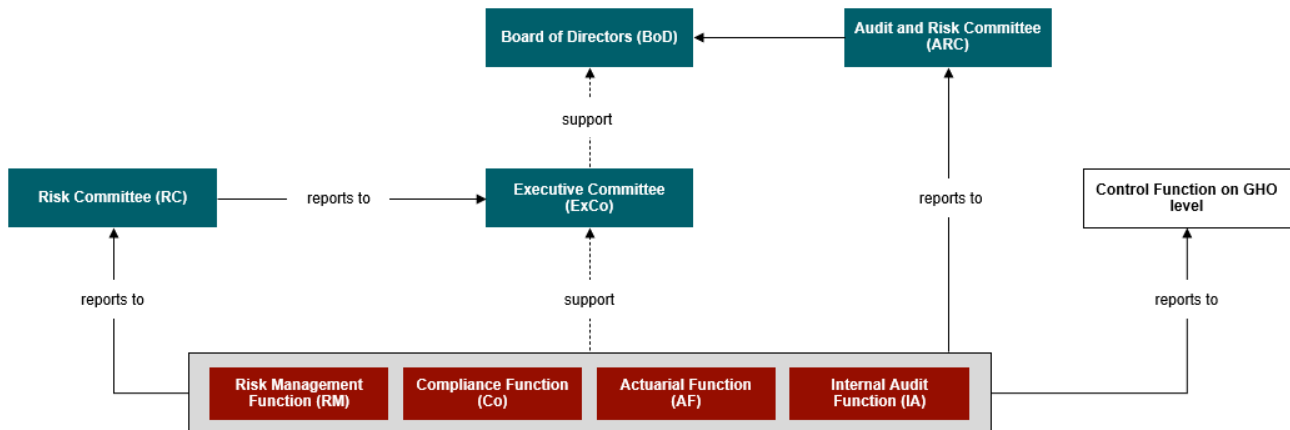 Board of Directors (BoD)
Audit and Risk Committee
(ARC)
support
Risk Committee (RC)
reports to
Executive Committee
(ExCo)
reports to
Control Function on GHO
level
reports to
support
reports to
Risk Management
Function (RM)
Compliance Function
(Co)
Actuarial Function
(AF)
Internal Audit
Function (IA)